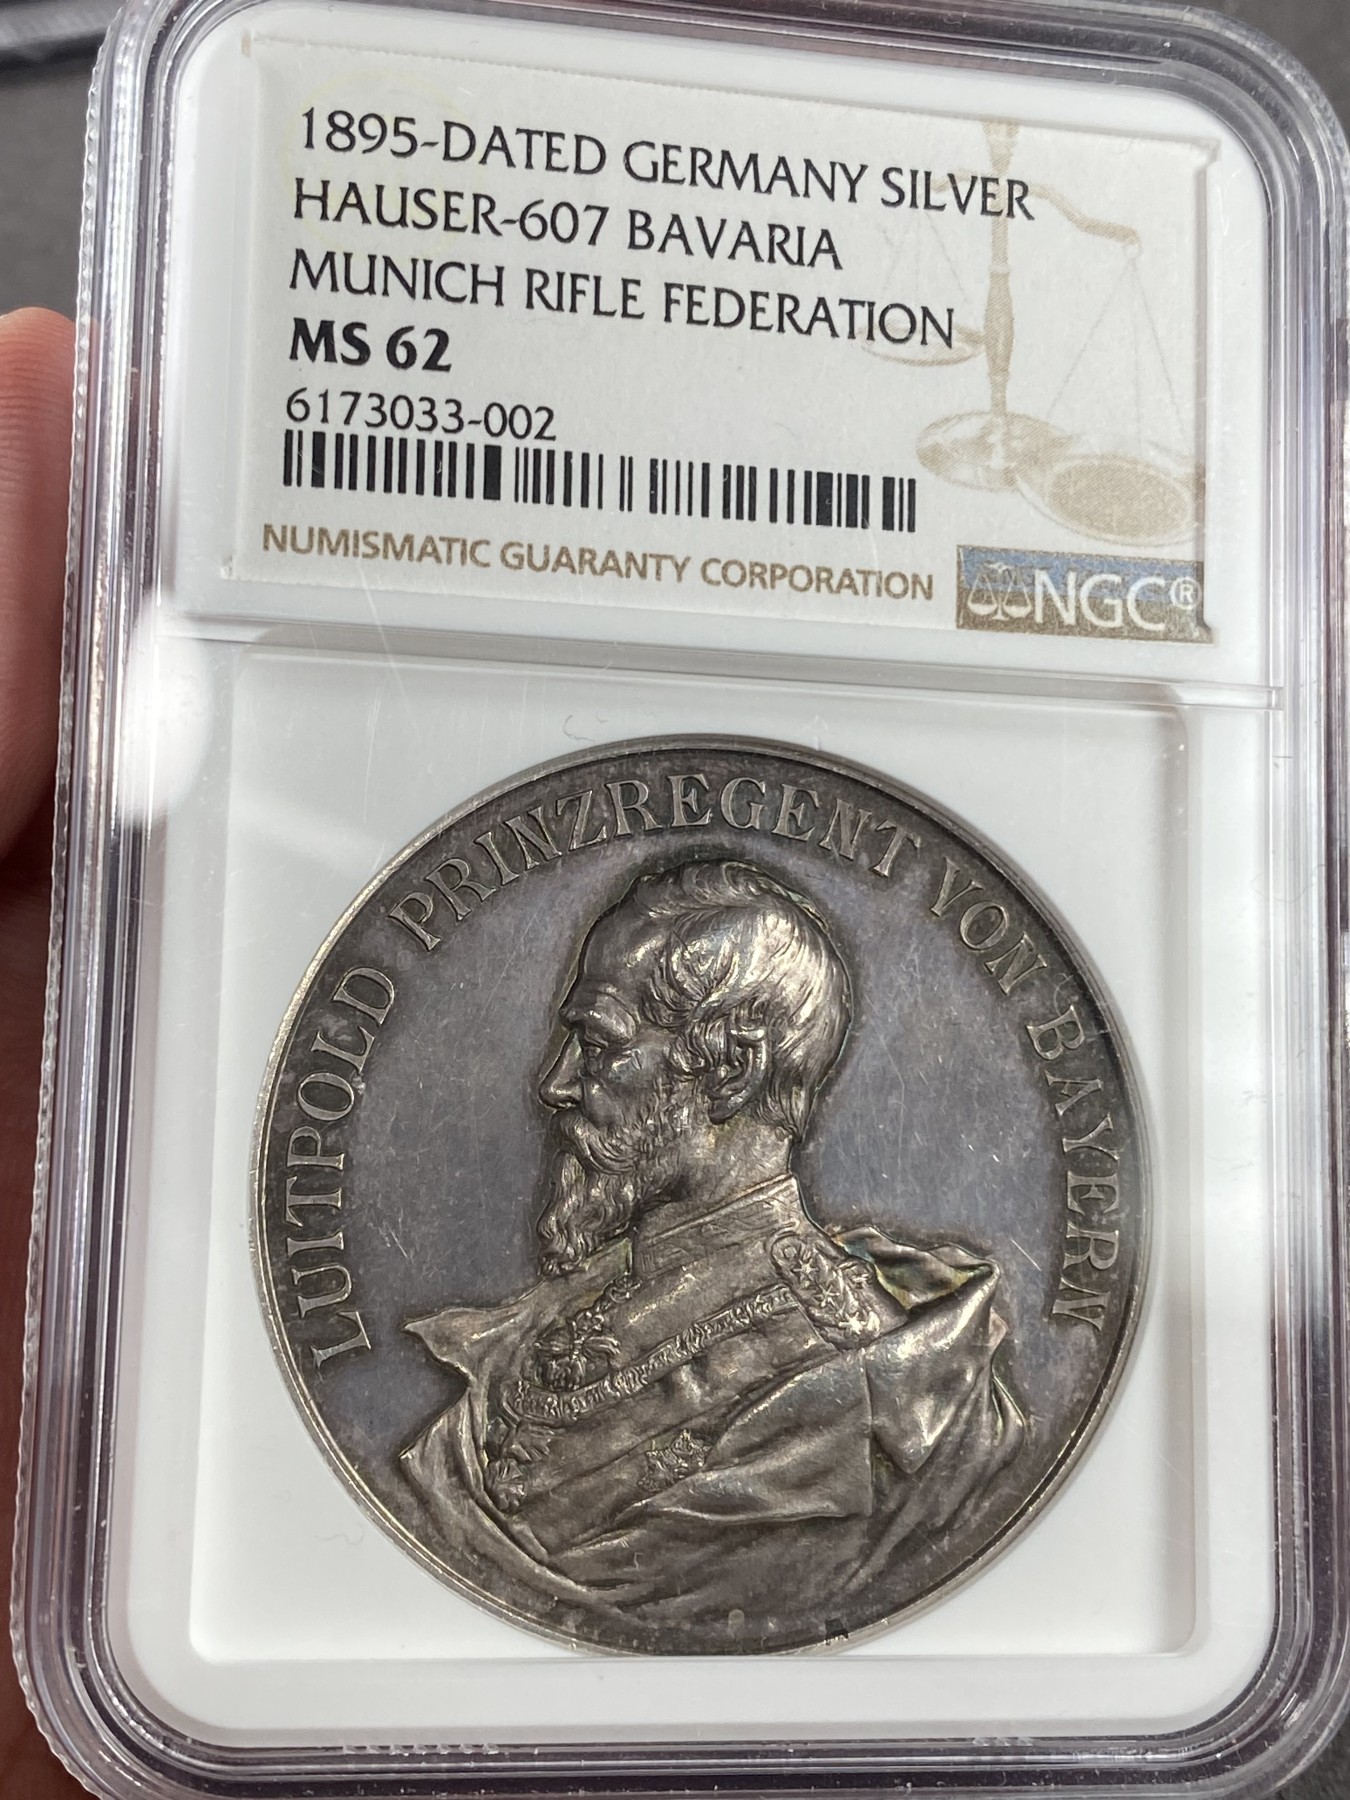 1895-DATED GERMANY SILVER
HAUSER-607 BAVARIA
MUNICH RIFLE FEDERATION
MS 62
6173033-002
NUMISMATIC GUARANTY CORPORATION
NGC®
LUITPOLD PRINZREGENT VON BAYERN